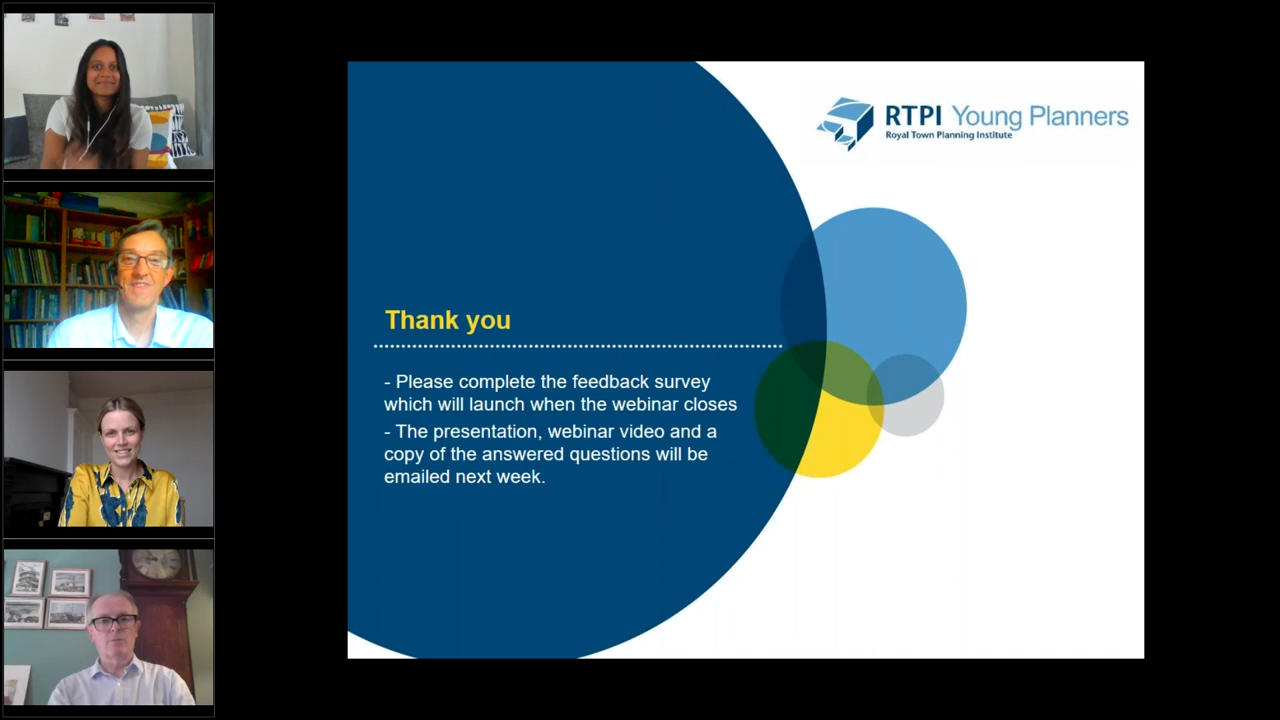 RTPI Young Planners
Royal Town Planning Institute
Thank you
- Please complete the feedback survey
which will launch when the webinar closes
- The presentation, webinar video and a
copy of the answered questions will be
emailed next week.